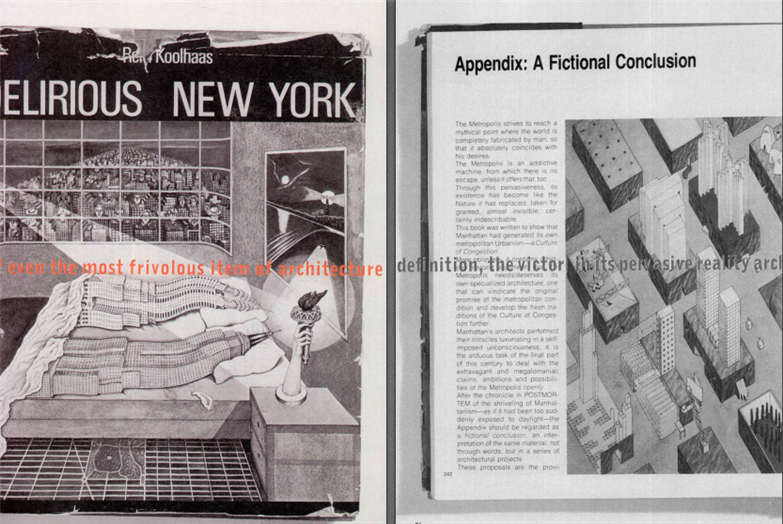 Rem Koolhaas
DELIRIOUS NEW YORK
even the most frivolous item of architecture
Appendix: A Fictional Conclusion
The Metropolis strives to reach a
mythical point where the world is
completely fabricated by man, so
that it absolutely coincides with
his desires.
The Metropolis is an addictive
machine, from which there is no
escape, unless it offers that, too
Through this pervasiveness, its
existence has become like the
Nature it has replaced: taken for
granted, almost invisible, cer-
tainly indescribable.
This book was written to show that
Manhattan had generated its own
metropolitan Urbanism—a Culture
of Congestion.
definition, the victor in its pervasive reality arch
Metropolis needs/deserves its
own specialized architecture, one
that can vindicate the original
promise of the metropolitan con-
dition and develop the fresh tra-
ditions of the Culture of Conges-
tion further
Manhattan's architects performed
their miracles luxuriating in a self-
imposed unconsciousness; it is
the arduous task of the final part
of this century to deal with the
extravagant and megalomaniac
claims, ambitions and possibili-
ties of the Metropolis openly
After the chronicle in POSTMOR-
TEM of the shriveling of Manhat-
tanism—as if it had been too sud-
denly exposed to daylight—the
Appendix should be regarded as
a fictional conclusion, an inter-
pretation of the same material, not
through words, but in a series of
architectural projects.
These proposals are the provi-
242